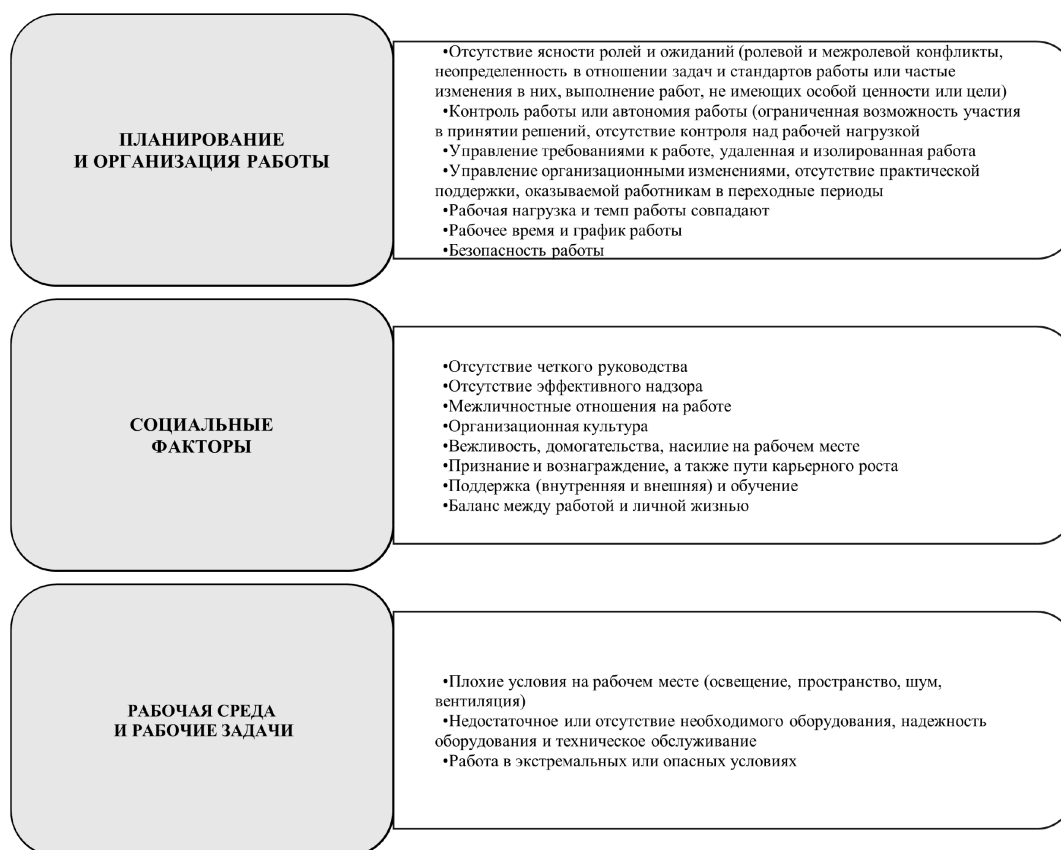 ПЛАНИРОВАНИЕ
И ОРГАНИЗАЦИЯ РАБОТЫ
•Отсутствие ясности ролей и ожиданий (ролевой и межролевой конфликты,
неопределенность в отношении задач и стандартов работы или частые
изменения в них, выполнение работ, не имеющих особой ценности или цели)
•Контроль работы или автономия работы (ограниченная возможность участия
в принятии решений, отсутствие контроля над рабочей нагрузкой
•Управление требованиями к работе, удаленная и изолированная работа
•Управление организационными изменениями, отсутствие практической
поддержки, оказываемой работникам в переходные периоды
•Рабочая нагрузка и темп работы совпадают
•Рабочее время и график работы
•Безопасность работы
СОЦИАЛЬНЫЕ
ФАКТОРЫ
•Отсутствие четкого руководства
•Отсутствие эффективного надзора
•Межличностные отношения на работе
•Организационная культура
•Вежливость, домогательства, насилие на рабочем месте
•Признание и вознаграждение, а также пути карьерного роста
•Поддержка (внутренняя и внешняя) и обучение
•Баланс между работой и личной жизнью
РАБОЧАЯ СРЕДА
И РАБОЧИЕ ЗАДАЧИ
•Плохие условия на рабочем месте (освещение, пространство, шум,
вентиляция)
•Недостаточное или отсутствие необходимого оборудования, надежность
оборудования и техническое обслуживание
•Работа в экстремальных или опасных условиях